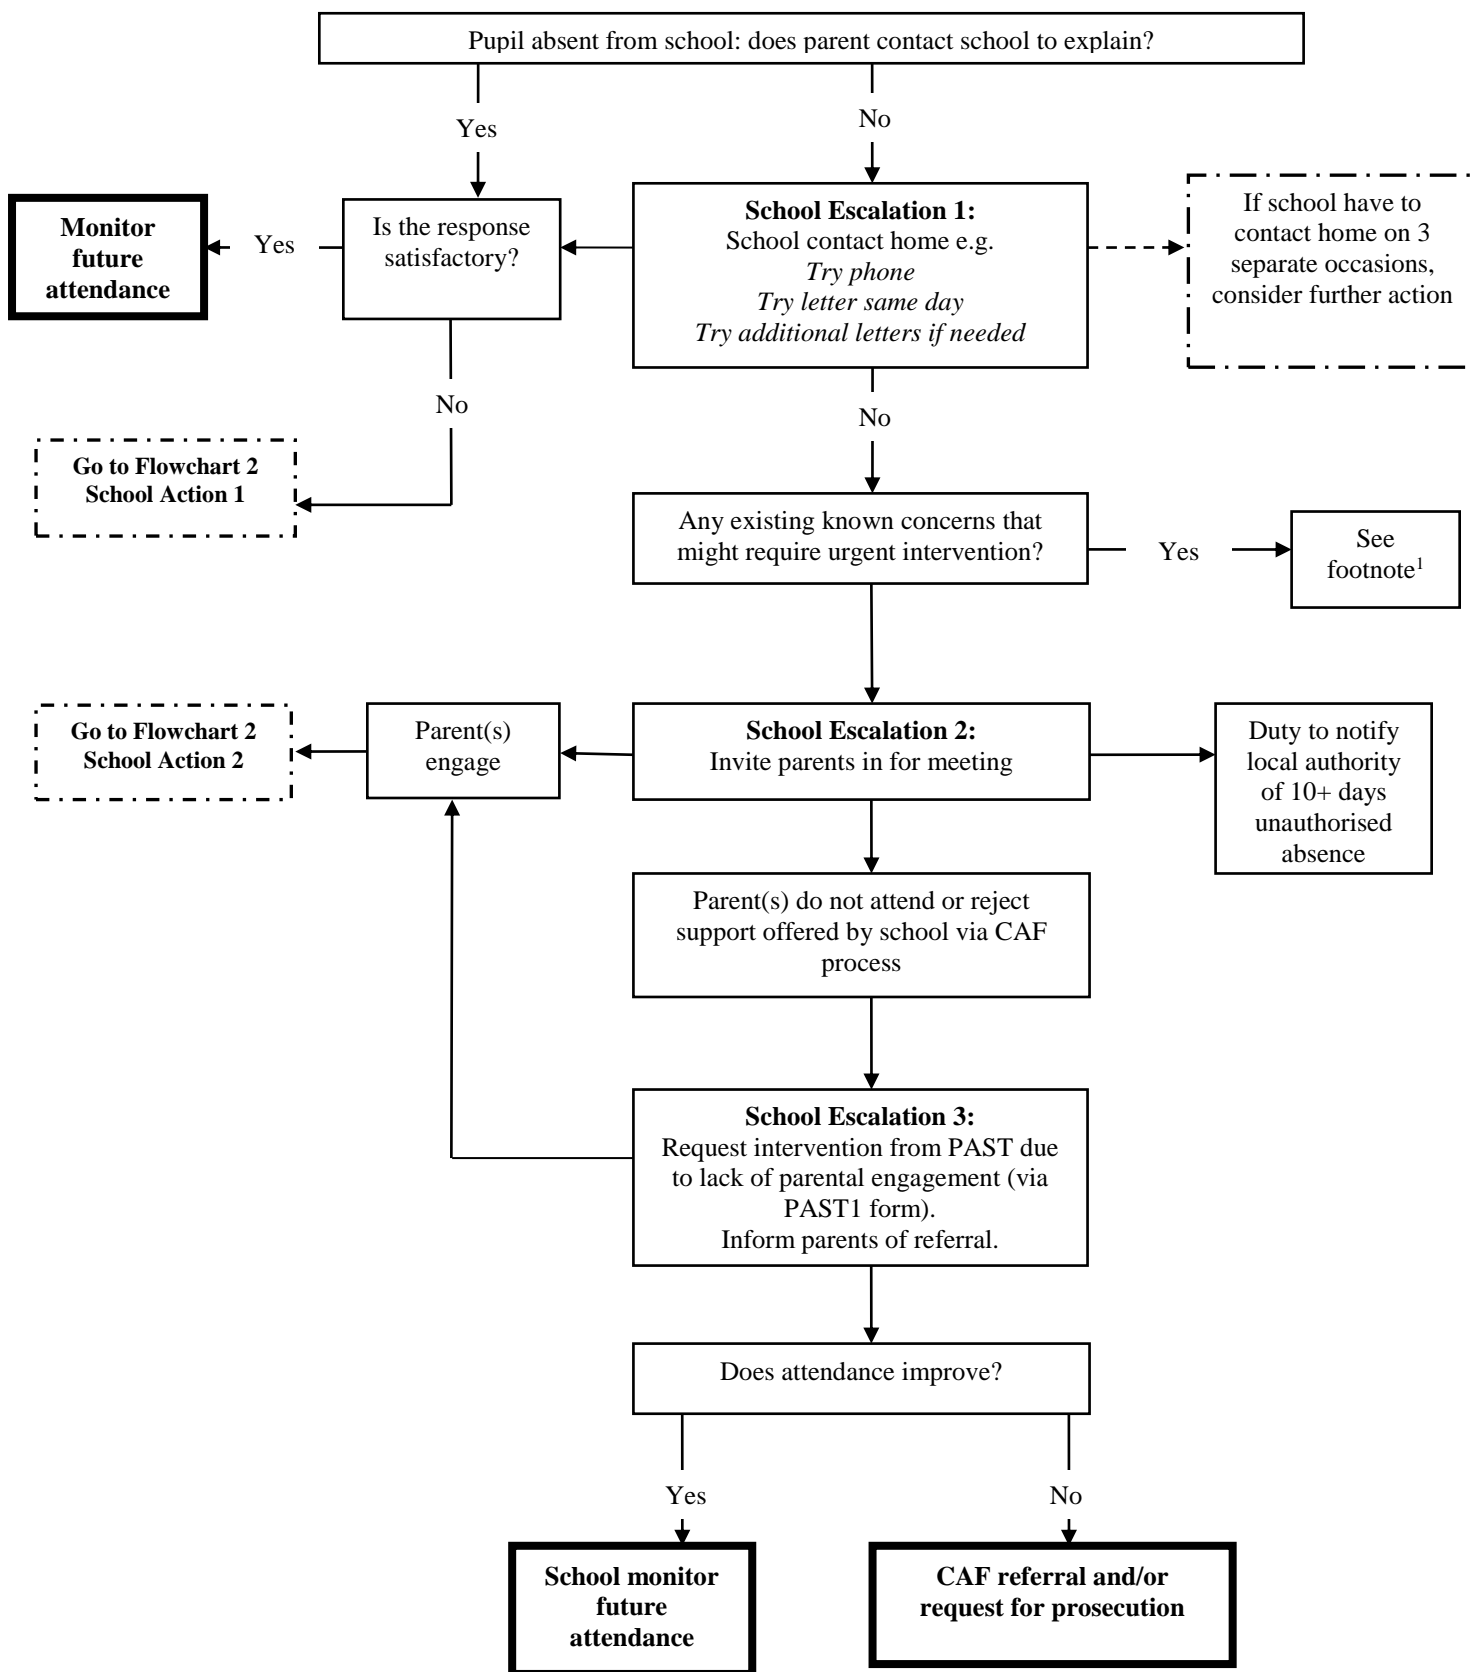 Pupil absent from school: does parent contact school to explain?
Yes
No
Monitor
future
attendance
Yes
Is the response
satisfactory?
School Escalation 1:
School contact home e.g.
Try phone
Try letter same day
Try additional letters if needed
If school have to
contact home on 3
separate occasions,
consider further action
No
No
Go to Flowchart 2
School Action 1
Any existing known concerns that
might require urgent intervention?
Yes
See
footnote¹
Go to Flowchart 2
School Action 2
Parent(s)
engage
School Escalation 2:
Invite parents in for meeting
Duty to notify
local authority
of 10+ days
unauthorised
absence
Parent(s) do not attend or reject
support offered by school via CAF
process
School Escalation 3:
Request intervention from PAST due
to lack of parental engagement (via
PAST1 form).
Inform parents of referral.
Does attendance improve?
Yes
No
School monitor
future
attendance
CAF referral and/or
request for prosecution